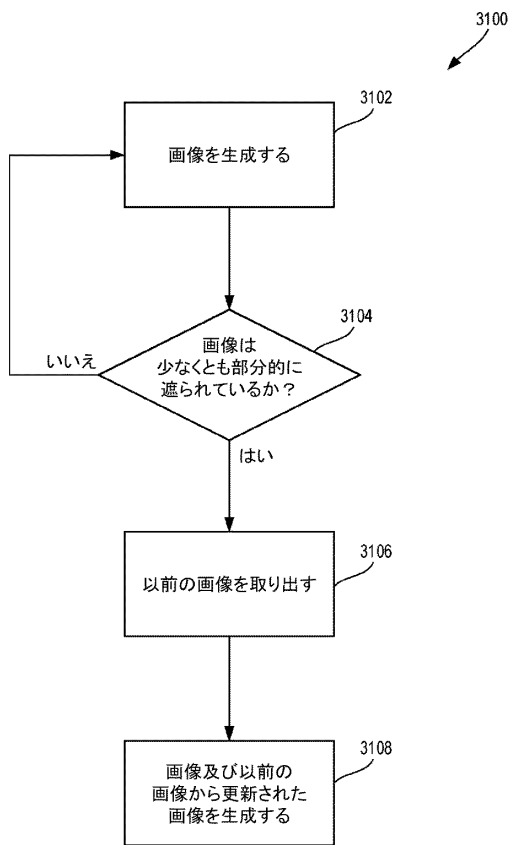 3100
3102
画像を生成する
3104
画像は
少なくとも部分的に
遮られているか？
いいえ
はい
3106
以前の画像を取り出す
3108
画像及び以前の
画像から更新された
画像を生成する